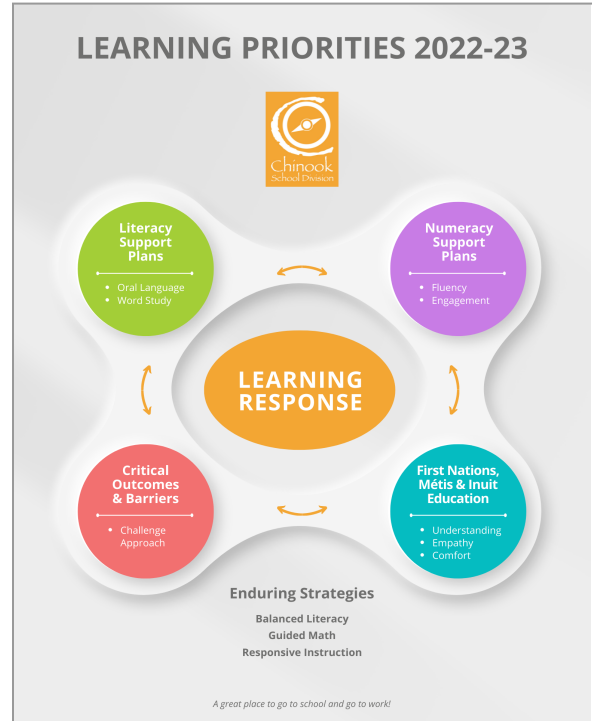 LEARNING PRIORITIES 2022-23
Chinook
School Division
Literacy
Support
Plans
• Oral Language
• Word Study
Numeracy
Support
Plans
• Fluency
• Engagement
LEARNING
RESPONSE
Critical
Outcomes
& Barriers
• Challenge
Approach
First Nations,
Métis & Inuit
Education
• Understanding
• Empathy
• Comfort
Enduring Strategies
Balanced Literacy
Guided Math
Responsive Instruction
A great place to go to school and go to work!